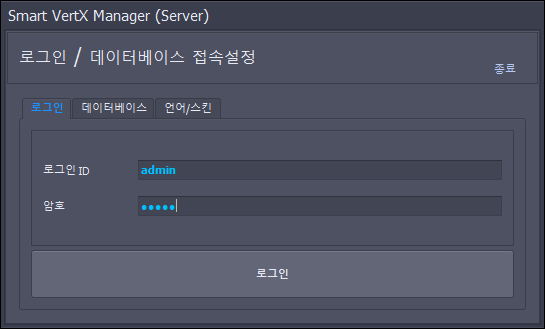 Smart VertX Manager (Server)
로그인 / 데이터베이스 접속설정
종료
로그인 데이터베이스 언어/스킨
로그인 ID admin
암호 •••••
로그인